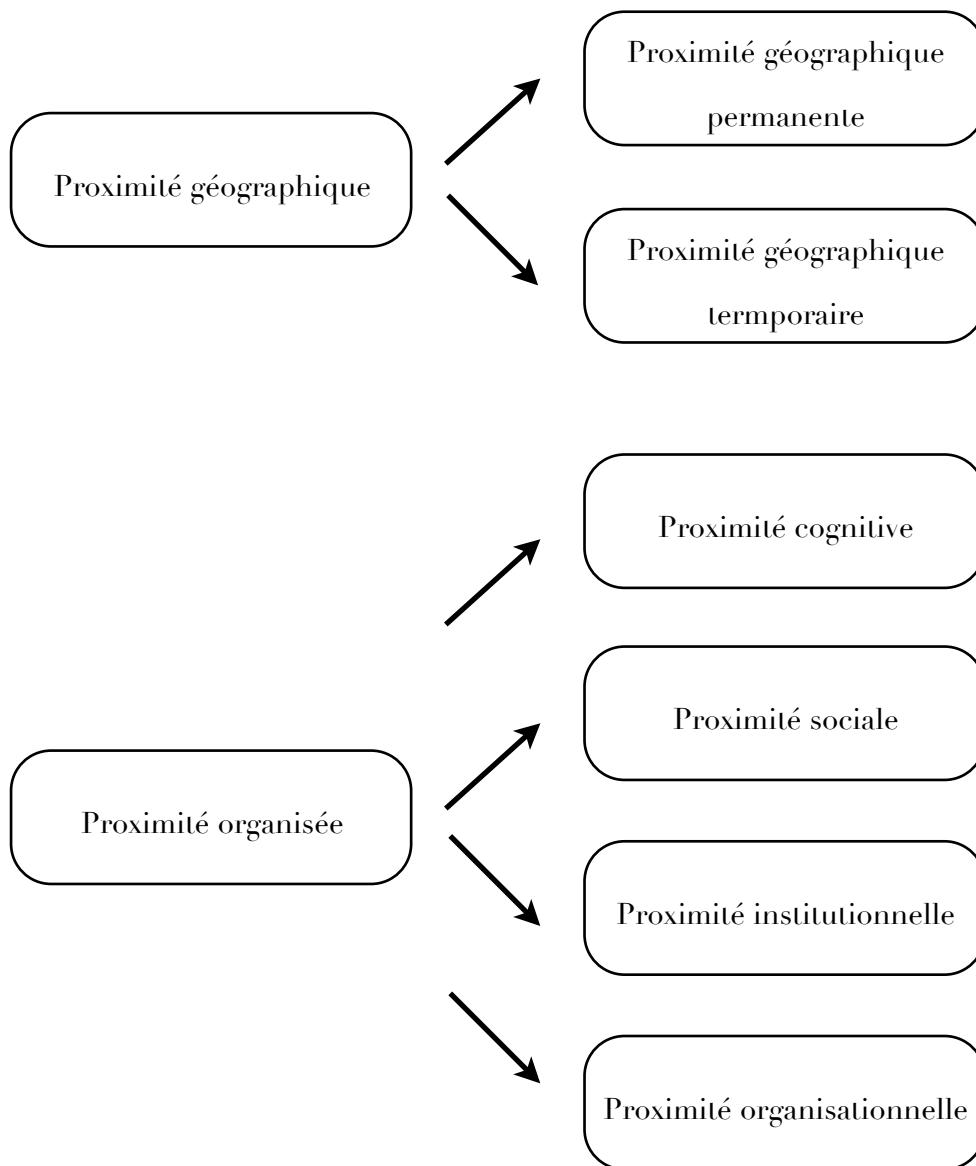 Proximité géographique
Proximité géographique
permanente
Proximité géographique
termporaire
Proximité organisée
Proximité cognitive
Proximité sociale
Proximité institutionnelle
Proximité organisationnelle